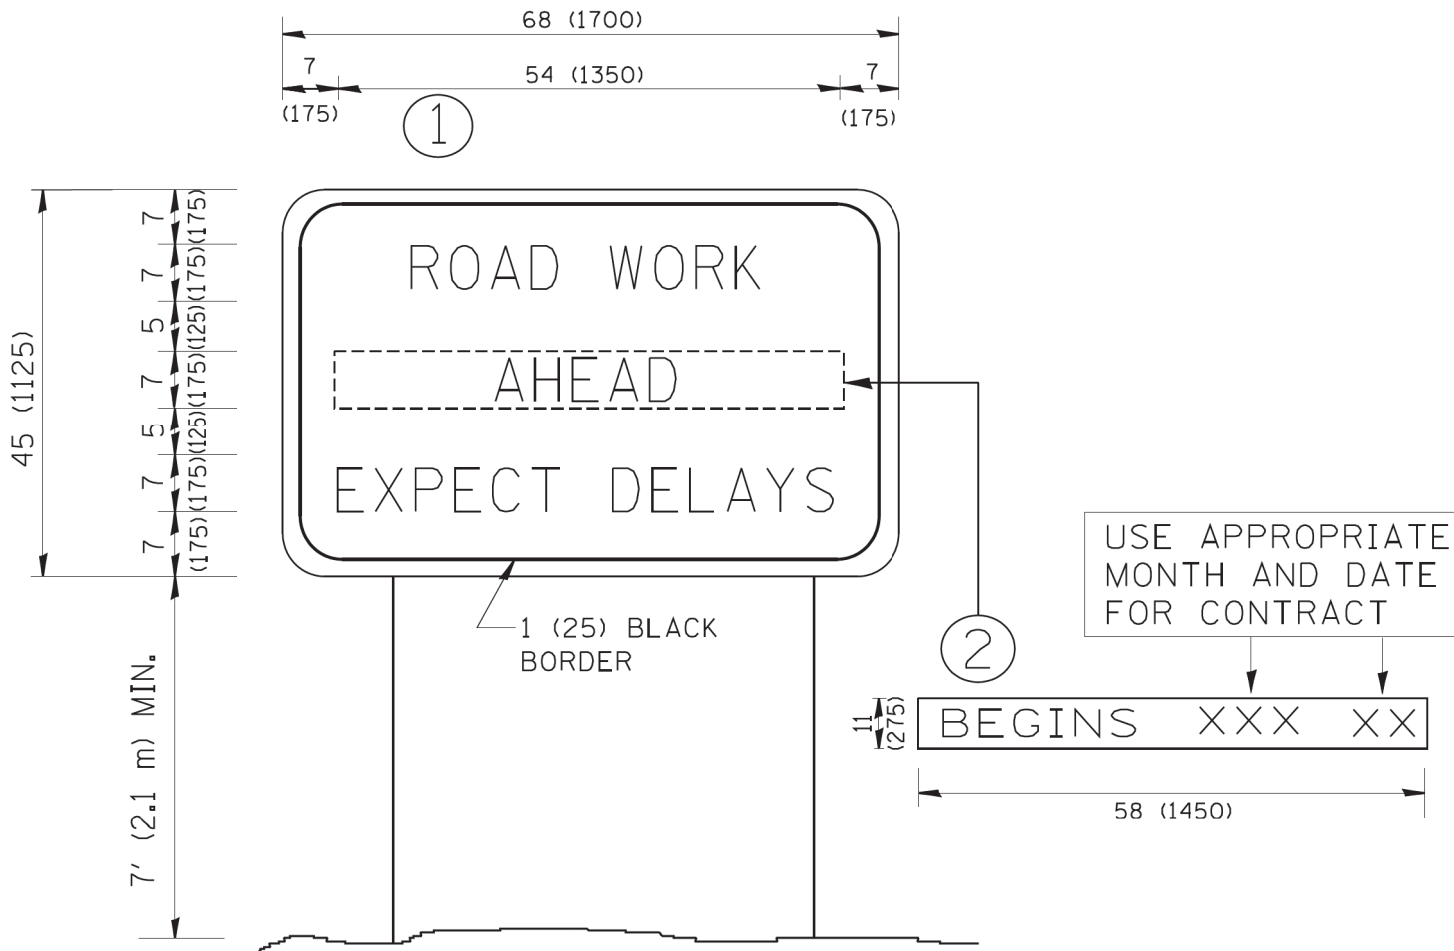 68 (1700)
7
54 (1350)
7
(175)
(175)
1
45 (1125)
7
(175)
7
(175)
5
(125)
7
(175)
5
(125)
7
(175)
7
(175)
7' (2.1 m) MIN.
ROAD WORK
AHEAD
EXPECT DELAYS
1 (25) BLACK
BORDER
USE APPROPRIATE
MONTH AND DATE
FOR CONTRACT
2
11
(275)
BEGINS XXX XX
58 (1450)